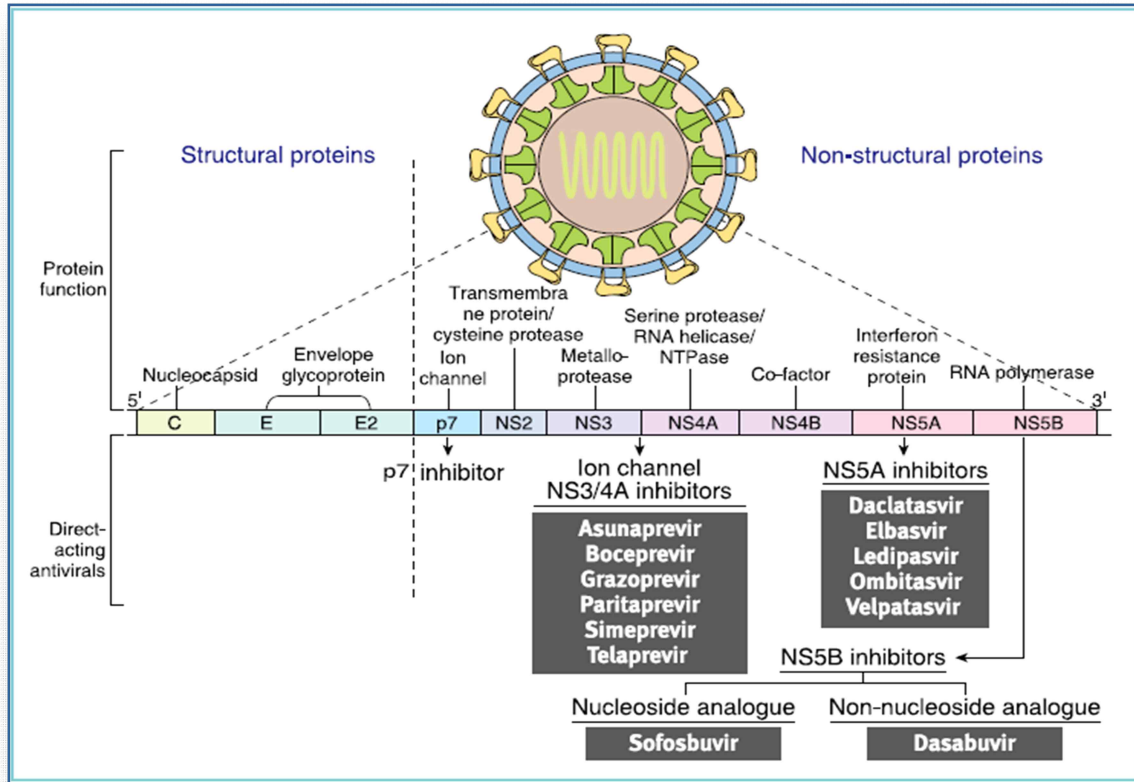 Structural proteins
Non-structural proteins
Protein
function
Nucleocapsid
Envelope
glycoprotein
Ion
channel
Transmembra
ne protein/
cysteine protease
Metallo-
protease
Serine protease/
RNA helicase/
NTPase
Co-factor
Interferon
resistance
protein
RNA polymerase
5' 3'
C E E2 p7 NS2 NS3 NS4A NS4B NS5A NS5B
Direct-
acting
antivirals
p7 inhibitor
Ion channel
NS3/4A inhibitors
Asunaprevir
Boceprevir
Grazoprevir
Paritaprevir
Simeprevir
Telaprevir
NS5A inhibitors
Daclatasvir
Elbasvir
Ledipasvir
Ombitasvir
Velpatasvir
NS5B inhibitors
Nucleoside analogue
Sofosbuvir
Non-nucleoside analogue
Dasabuvir